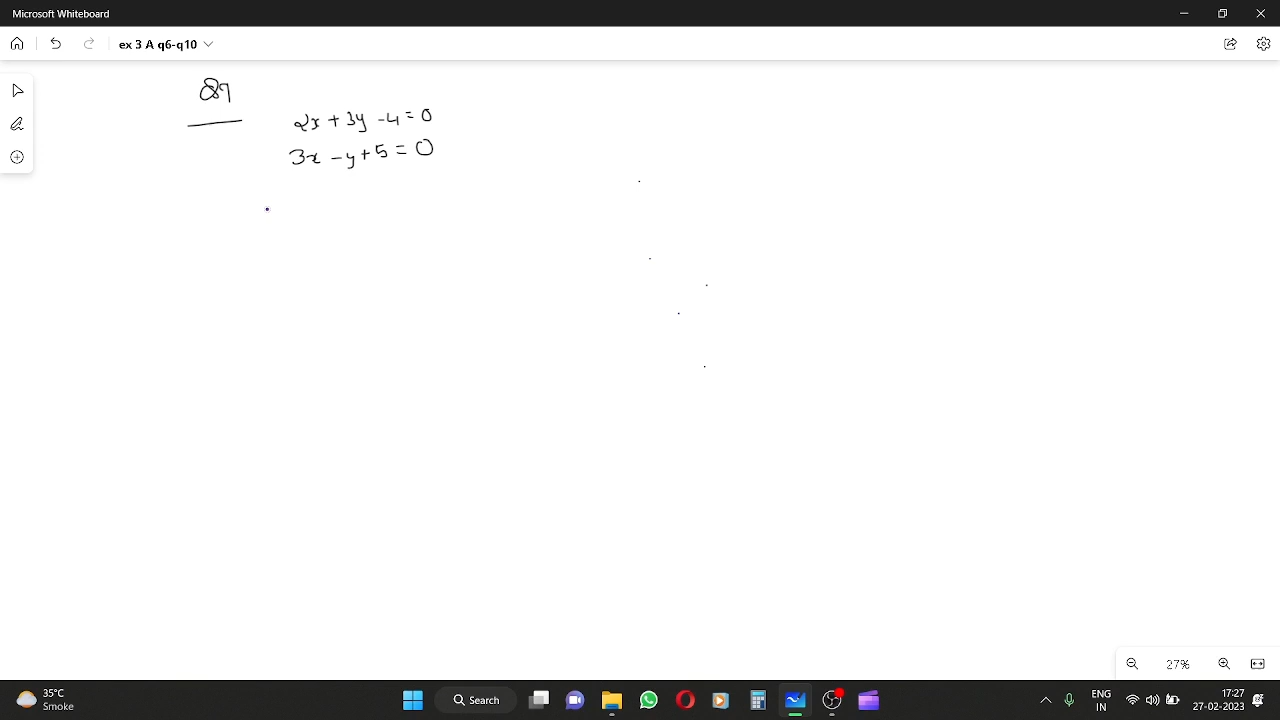 Microsoft Whiteboard
ex 3 A q6-q10
Q9
2x + 3y - 4 = 0
3x - y + 5 = 0
27%
35°C
Smoke
Search
ENG
IN
17:27
27-02-2023